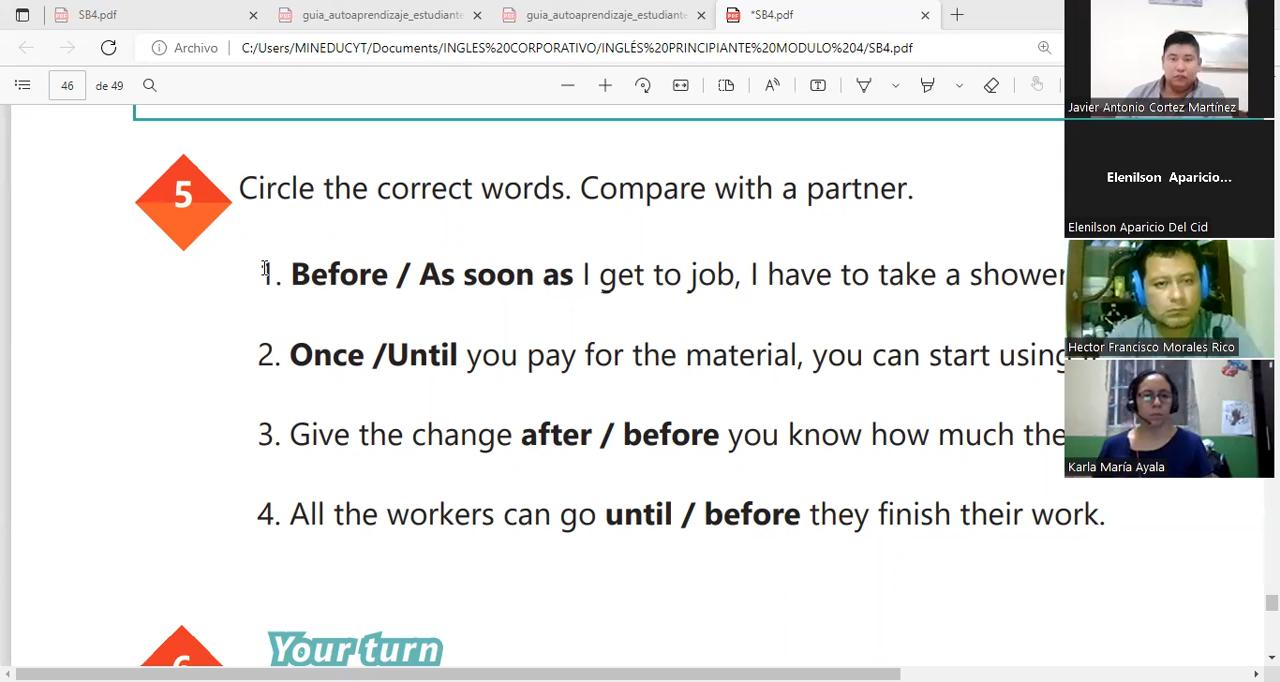 SB4.pdf
guia_autoaprendizaje_estudiante
guia_autoaprendizaje_estudiante
*SB4.pdf
Archivo
C:/Users/MINEDUCYT/Documents/INGLES%20CORPORATIVO/INGLÉS%20PRINCIPIANTE%20MODULO%204/SB4.pdf
46 de 49
5
Circle the correct words. Compare with a partner.
1. Before / As soon as I get to job, I have to take a shower
2. Once /Until you pay for the material, you can start using
3. Give the change after / before you know how much the
4. All the workers can go until / before they finish their work.
Your turn
Javier Antonio Cortez Martínez
Elenilson Aparicio...
Elenilson Aparicio Del Cid
Hector Francisco Morales Rico
Karla María Ayala